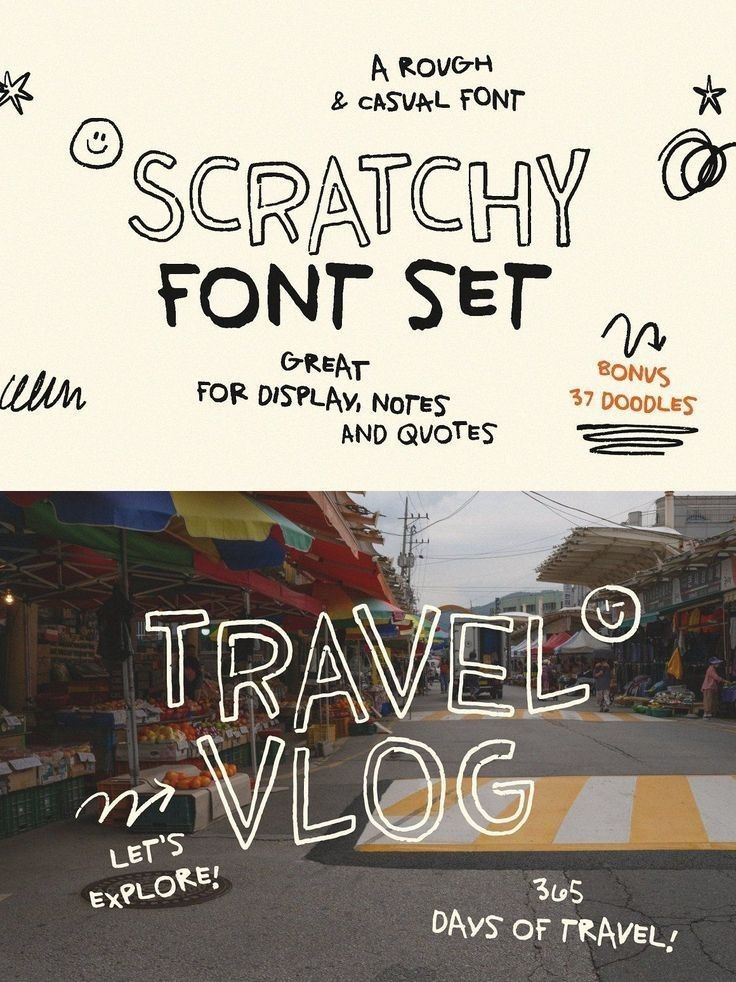 A ROUGH
& CASUAL FONT
SCRATCHY
FONT SET
GREAT
FOR DISPLAY, NOTES
AND QUOTES
BONUS
37 DOODLES
TRAVEL
VLOG
LET'S
EXPLORE!
365
DAYS OF TRAVEL!